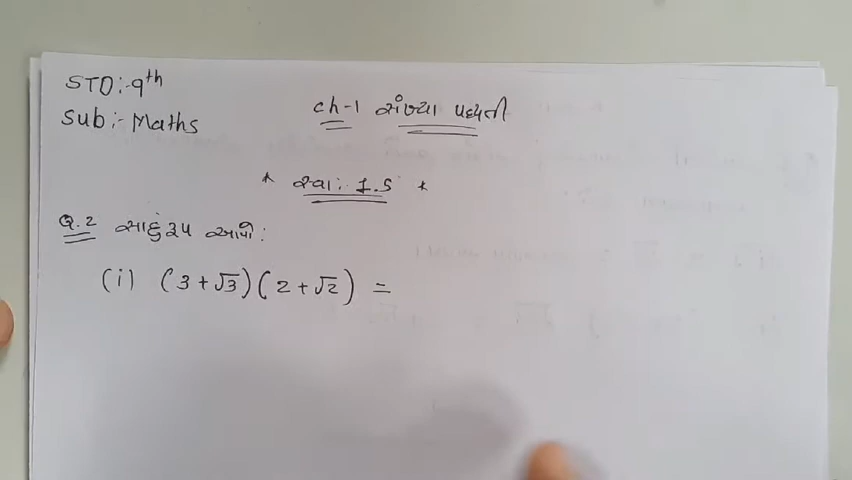 STD:-9th
Sub:- Maths
ch-1 સંખ્યા પદ્ધતી
* સ્વા:- 1.5 *
Q.2 સાદું રૂપ આપો:
(i) (3+√3)(2+√2) =